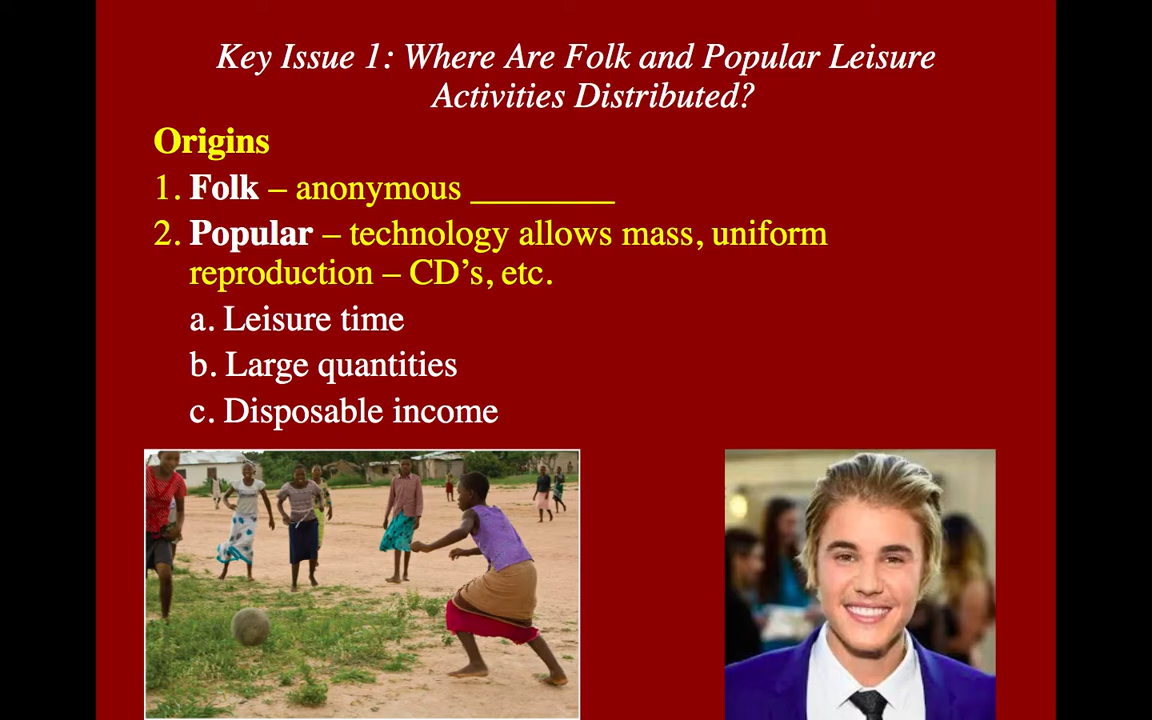 Key Issue 1: Where Are Folk and Popular Leisure
Activities Distributed?
Origins
1. Folk – anonymous ________
2. Popular – technology allows mass, uniform
reproduction – CD’s, etc.
a. Leisure time
b. Large quantities
c. Disposable income